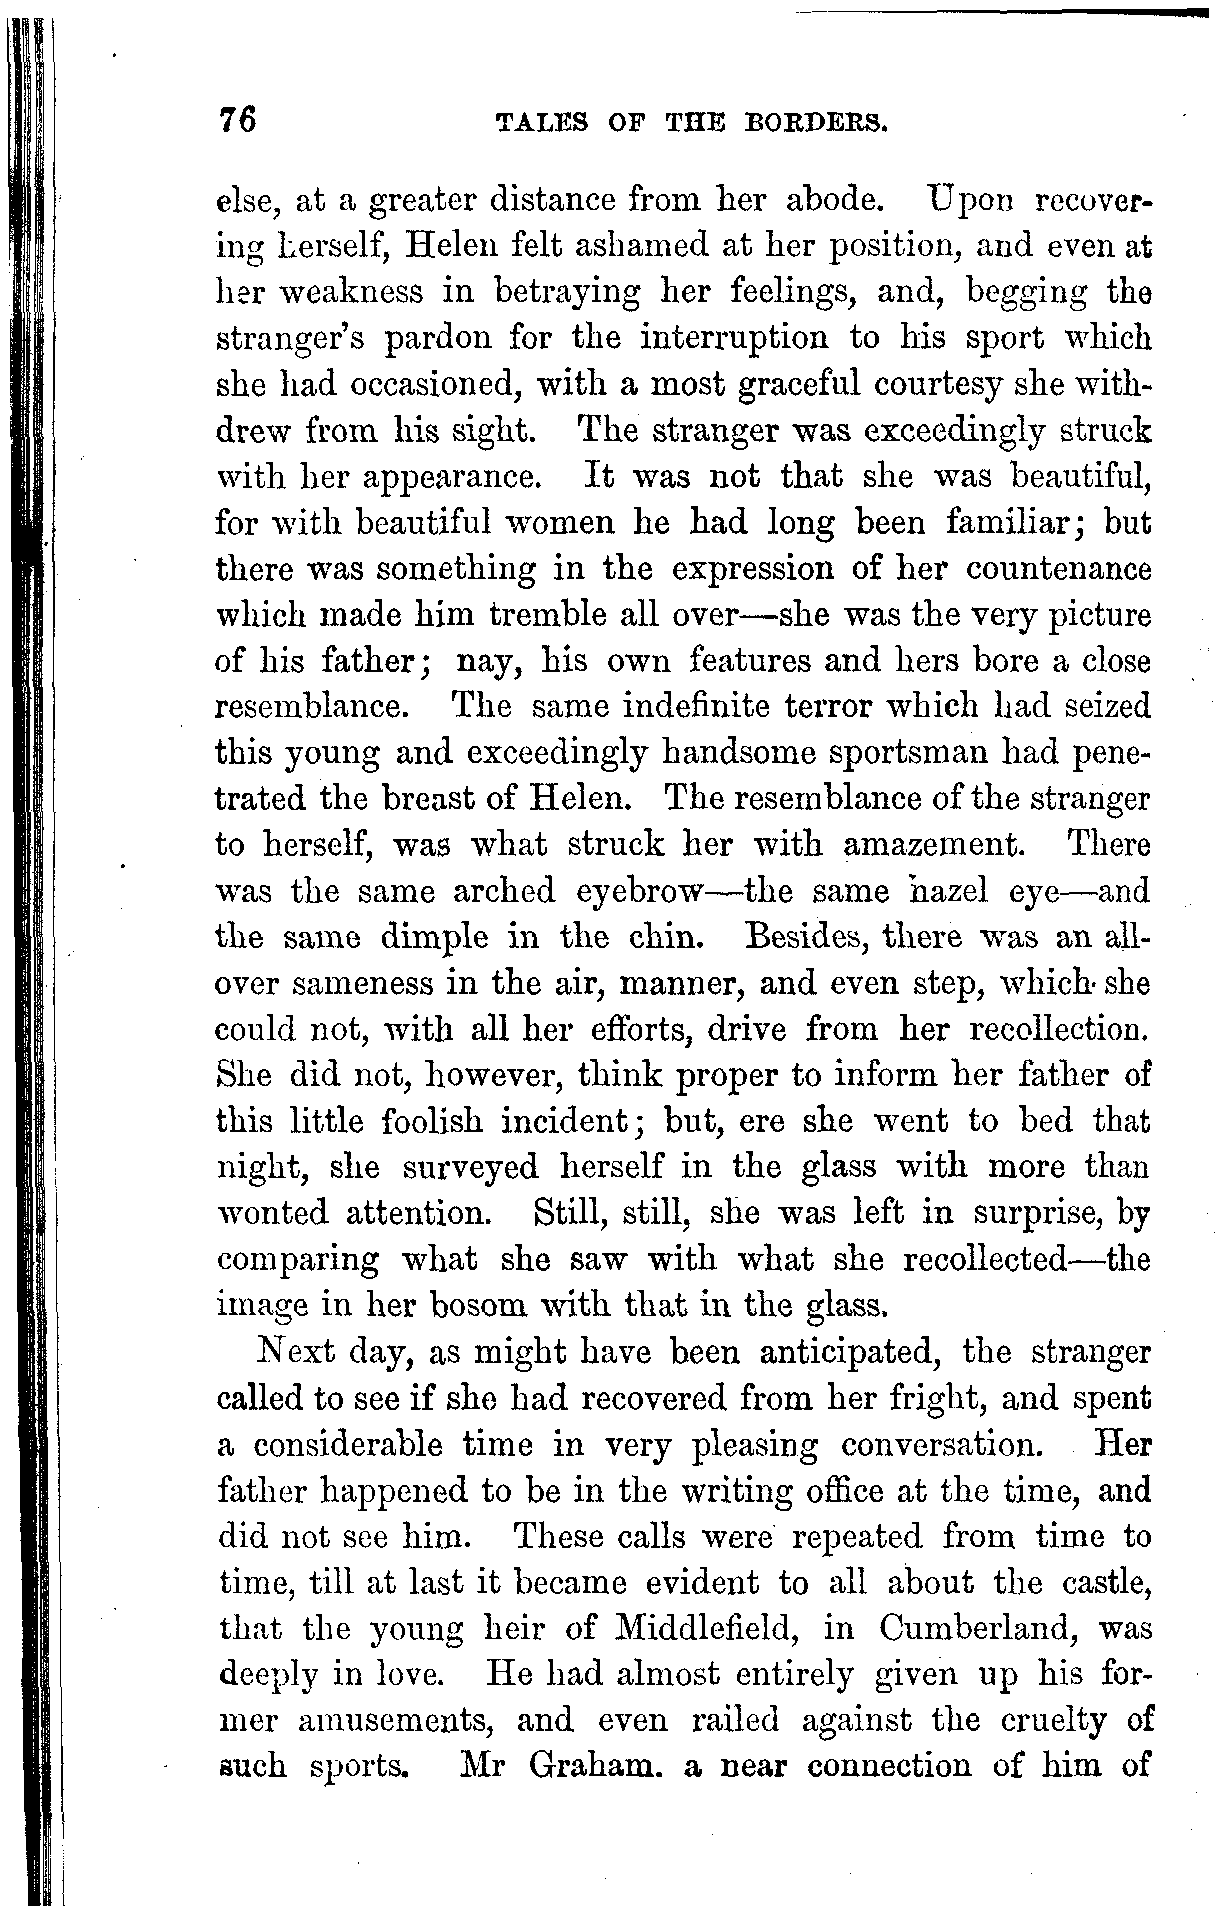 76 TALES OF THE BORDERS.
else, at a greater distance from her abode. Upon recover-
ing herself, Helen felt ashamed at her position, and even at
her weakness in betraying her feelings, and, begging the
stranger's pardon for the interruption to his sport which
she had occasioned, with a most graceful courtesy she with-
drew from his sight. The stranger was exceedingly struck
with her appearance. It was not that she was beautiful,
for with beautiful women he had long been familiar; but
there was something in the expression of her countenance
which made him tremble all over—she was the very picture
of his father; nay, his own features and hers bore a close
resemblance. The same indefinite terror which had seized
this young and exceedingly handsome sportsman had pene-
trated the breast of Helen. The resemblance of the stranger
to herself, was what struck her with amazement. There
was the same arched eyebrow—the same hazel eye—and
the same dimple in the chin. Besides, there was an all-
over sameness in the air, manner, and even step, which she
could not, with all her efforts, drive from her recollection.
She did not, however, think proper to inform her father of
this little foolish incident; but, ere she went to bed that
night, she surveyed herself in the glass with more than
wonted attention. Still, still, she was left in surprise, by
comparing what she saw with what she recollected—the
image in her bosom with that in the glass.
Next day, as might have been anticipated, the stranger
called to see if she had recovered from her fright, and spent
a considerable time in very pleasing conversation. Her
father happened to be in the writing office at the time, and
did not see him. These calls were repeated from time to
time, till at last it became evident to all about the castle,
that the young heir of Middlefield, in Cumberland, was
deeply in love. He had almost entirely given up his for-
mer amusements, and even railed against the cruelty of
such sports. Mr Graham. a near connection of him of